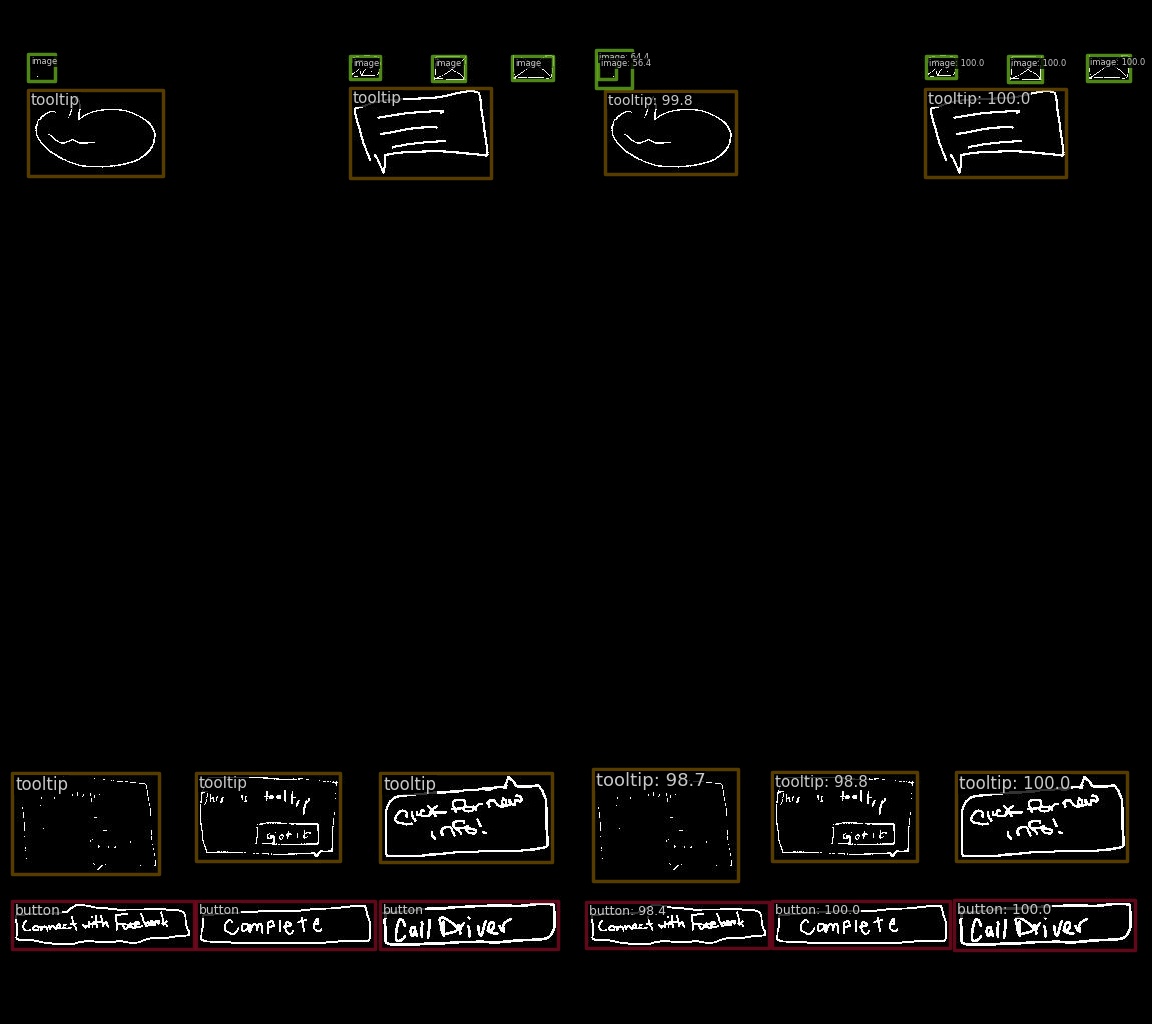 image: 64.4
image image image image image: 56.4 image: 100.0 image: 100.0 image: 100.0
tooltip tooltip tooltip: 99.8 tooltip: 100.0
tooltip tooltip tooltip tooltip: 98.7 tooltip: 98.8 tooltip: 100.0
This is tooltip Click for new This is tooltip Click for new
info! info!
got it got it
button button button button: 98.4 button: 100.0 button: 100.0
Connect with Facebook Complete Call Driver Connect with Facebook Complete Call Driver